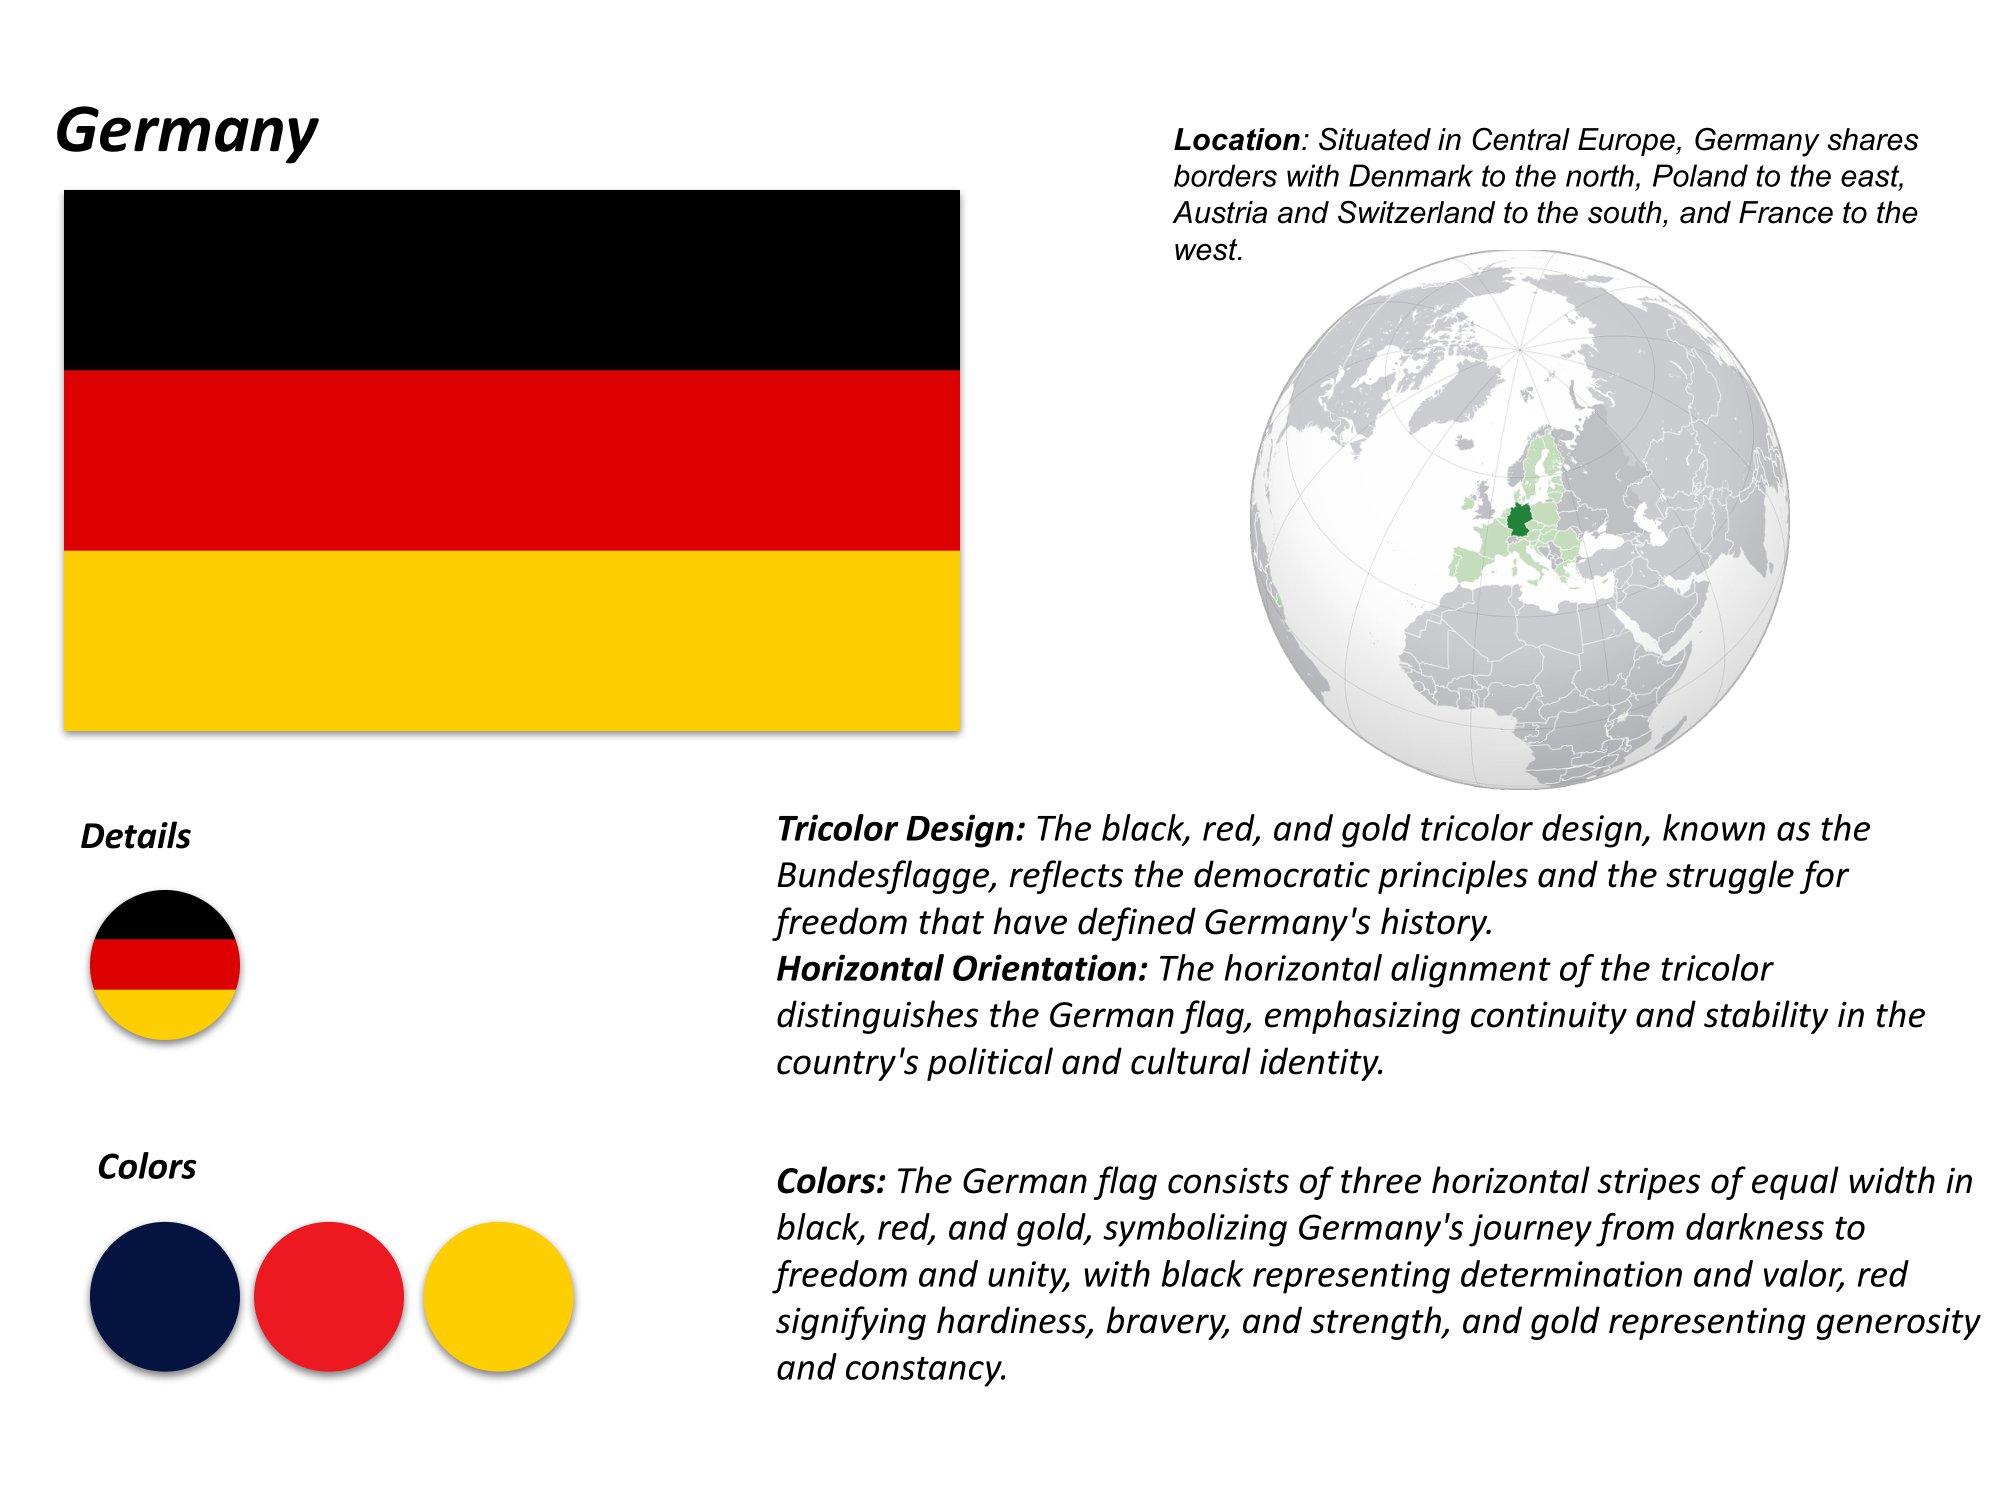 Germany
Location: Situated in Central Europe, Germany shares
borders with Denmark to the north, Poland to the east,
Austria and Switzerland to the south, and France to the
west.
Details
Tricolor Design: The black, red, and gold tricolor design, known as the
Bundesflagge, reflects the democratic principles and the struggle for
freedom that have defined Germany's history.
Horizontal Orientation: The horizontal alignment of the tricolor
distinguishes the German flag, emphasizing continuity and stability in the
country's political and cultural identity.
Colors
Colors: The German flag consists of three horizontal stripes of equal width in
black, red, and gold, symbolizing Germany's journey from darkness to
freedom and unity, with black representing determination and valor, red
signifying hardiness, bravery, and strength, and gold representing generosity
and constancy.